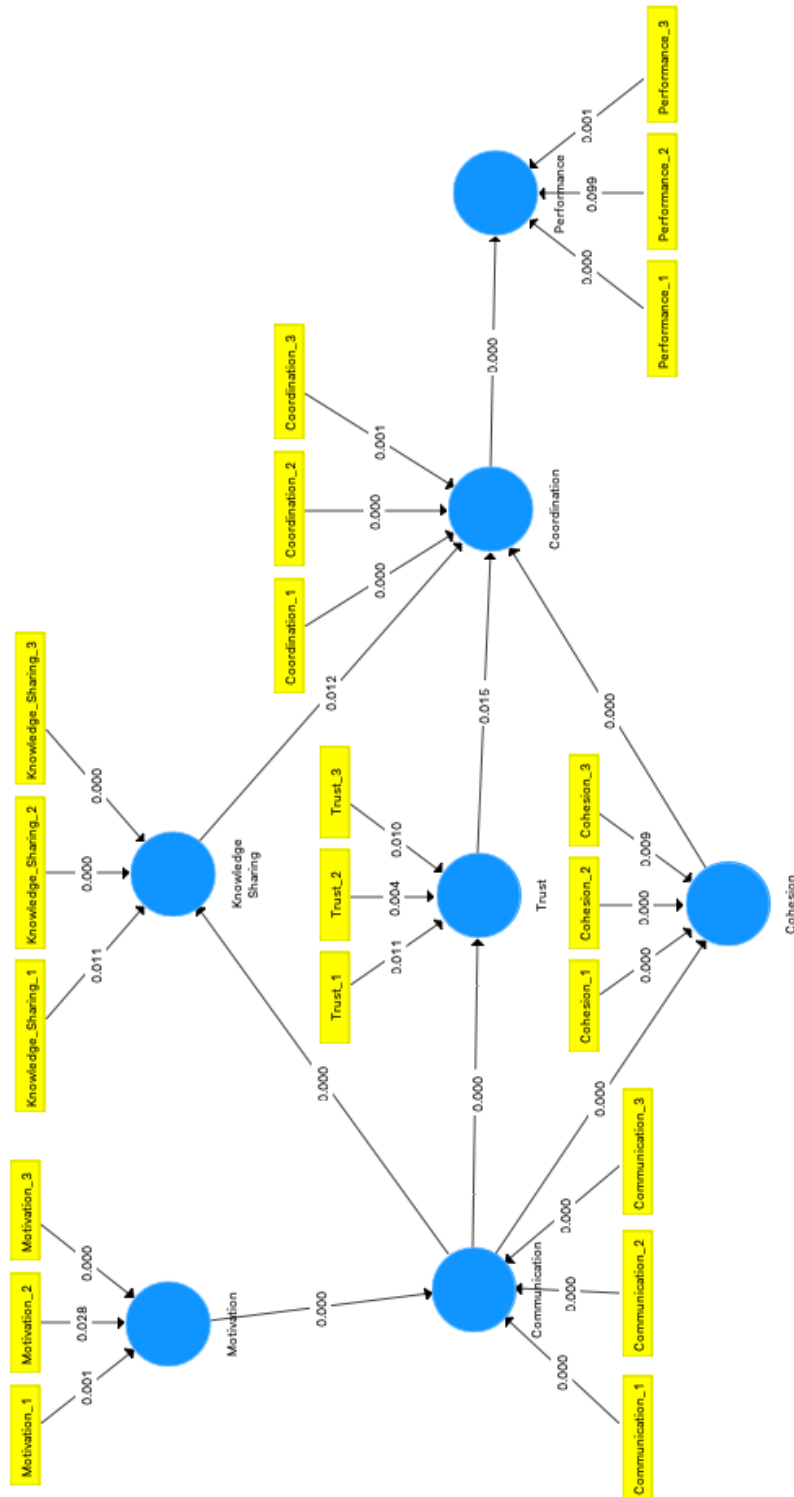 Motivation_1
Motivation_2
Motivation_3
0.001
0.028
0.000
Motivation
0.000
Communication
0.000
0.000
0.000
Communication_1
Communication_2
Communication_3
0.000
0.000
0.000
Knowledge_Sharing_1
Knowledge_Sharing_2
Knowledge_Sharing_3
0.011
0.000
0.000
Knowledge
Sharing
Trust_1
Trust_2
Trust_3
0.011
0.004
0.010
Trust
Cohesion_1
Cohesion_2
Cohesion_3
0.000
0.000
0.009
Cohesion
0.012
0.015
0.000
Coordination_1
Coordination_2
Coordination_3
0.000
0.000
0.001
Coordination
0.000
Performance
0.000
0.099
0.001
Performance_1
Performance_2
Performance_3